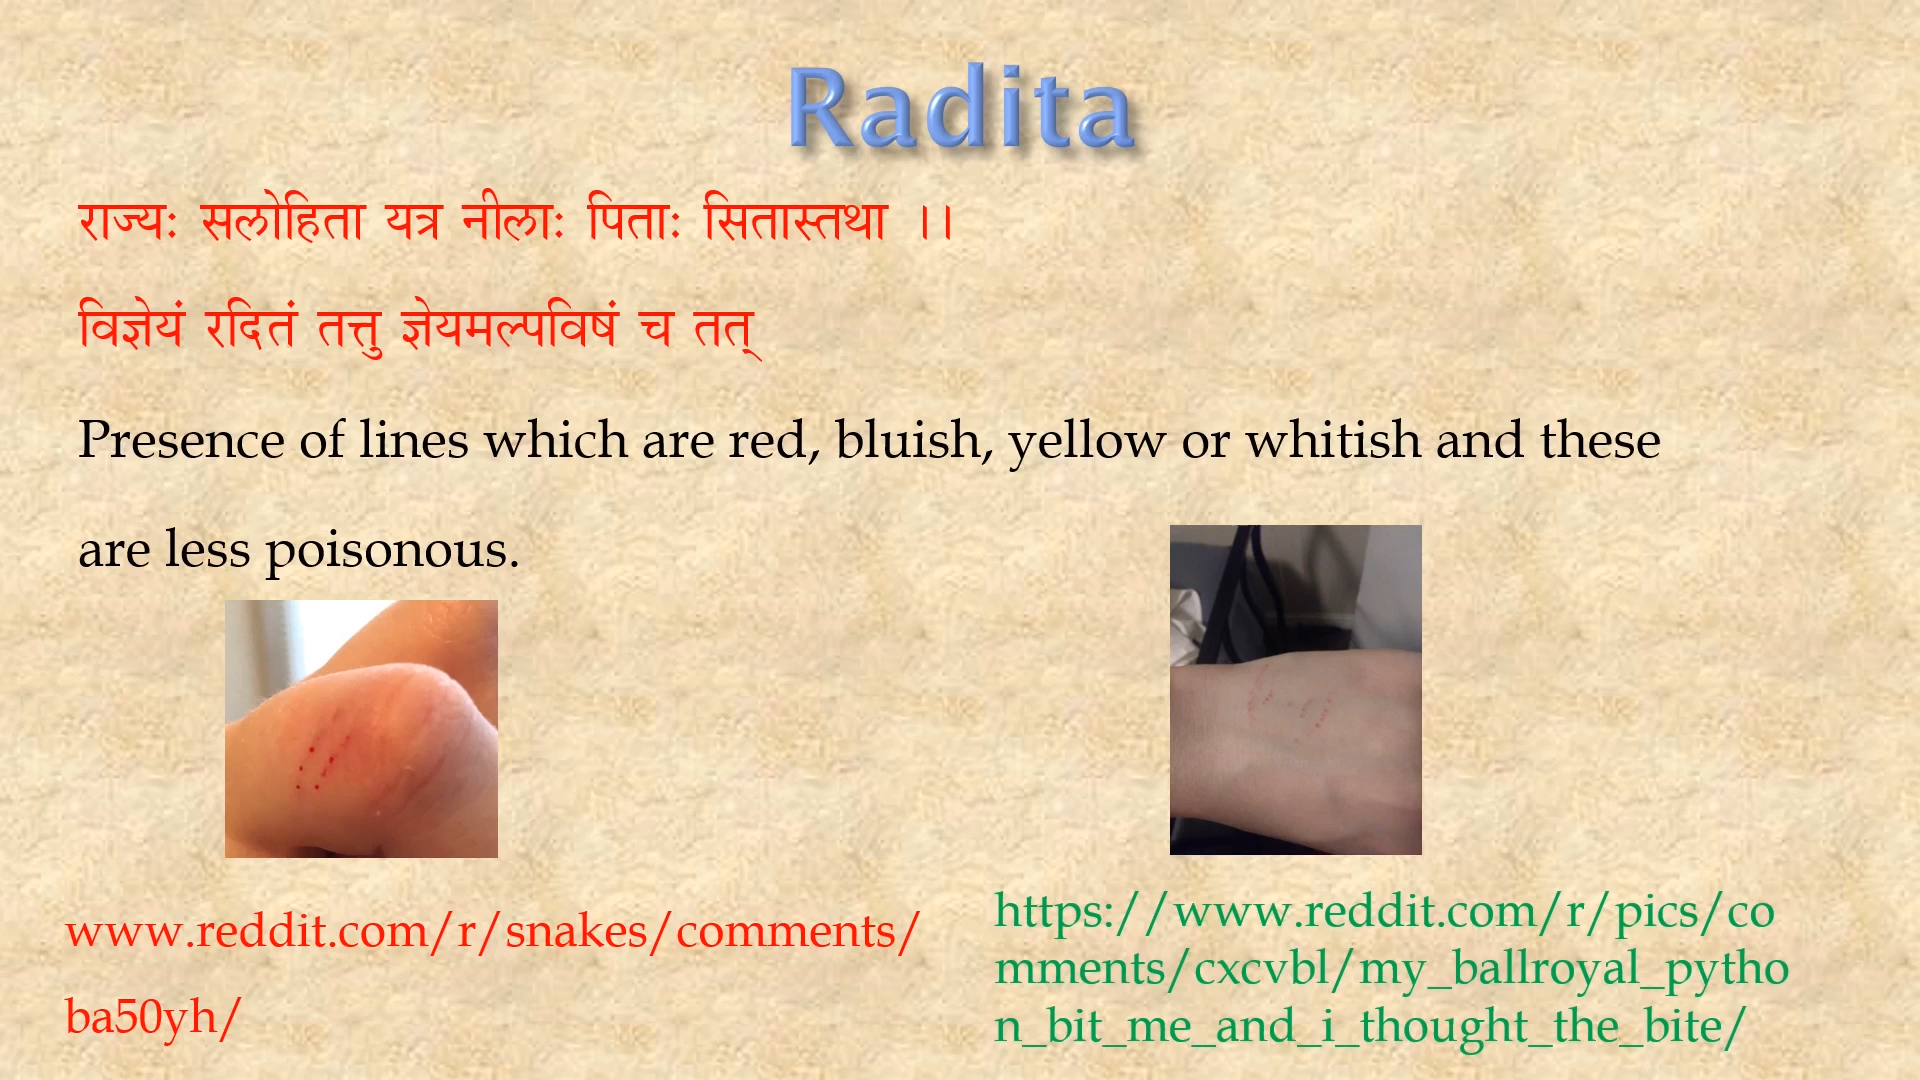 Radita
राज्यः सलोहिता यत्र नीलाः पिताः सितास्तथा ।।
विज्ञेयं रदितं तत्तु ज्ञेयमल्पविषं च तत्
Presence of lines which are red, bluish, yellow or whitish and these
are less poisonous.
www.reddit.com/r/snakes/comments/
ba50yh/
https://www.reddit.com/r/pics/co
mments/cxcvbl/my_ballroyal_pytho
n_bit_me_and_i_thought_the_bite/